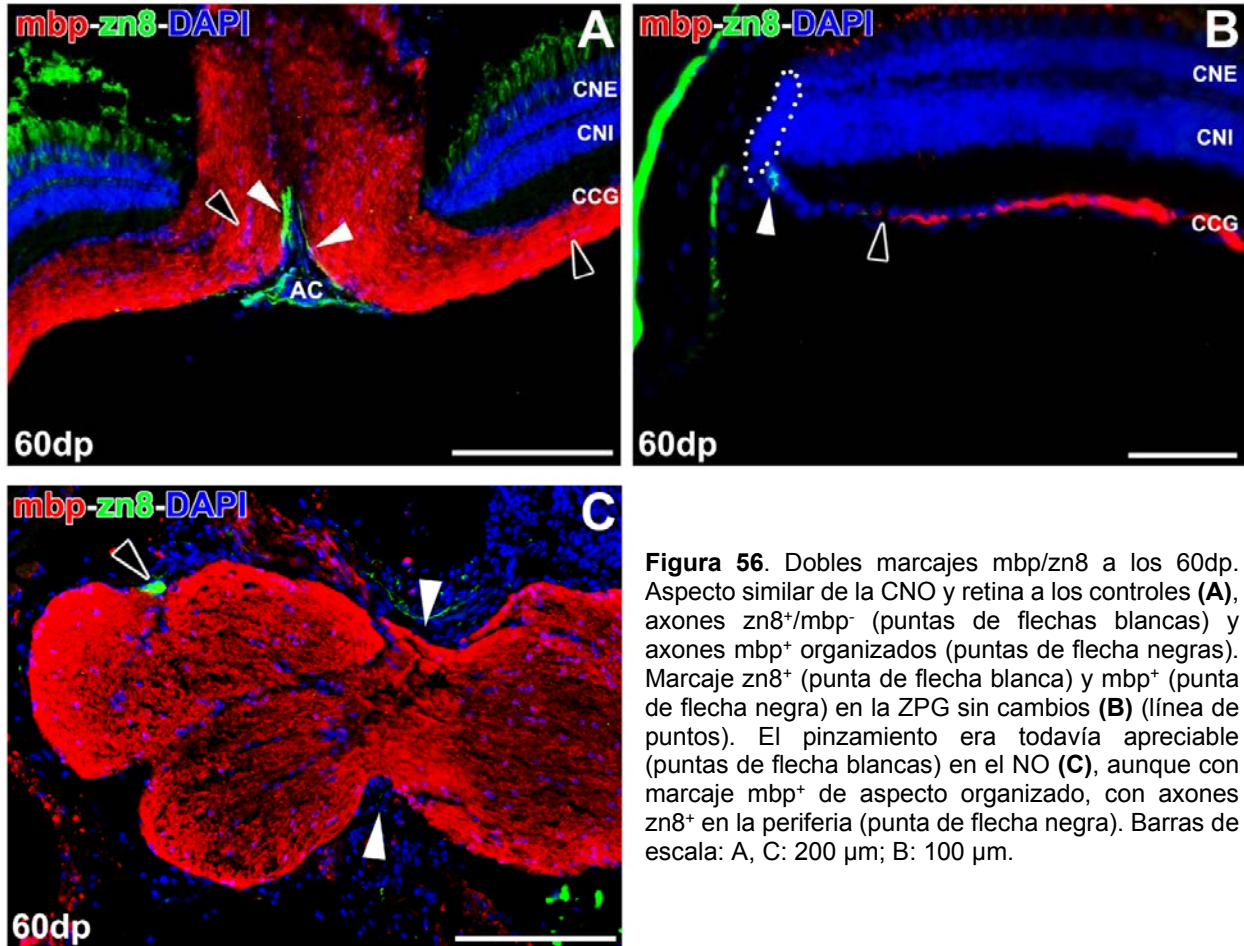 mbp-zn8-DAPI
A
CNE
CNI
CCG
AC
60dp
mbp-zn8-DAPI
B
CNE
CNI
CCG
60dp
mbp-zn8-DAPI
C
60dp
Figura 56. Dobles marcajes mbp/zn8 a los 60dp.
Aspecto similar de la CNO y retina a los controles (A),
axones zn8⁺/mbp⁻ (puntas de flechas blancas) y
axones mbp⁺ organizados (puntas de flecha negras).
Marcaje zn8⁺ (punta de flecha blanca) y mbp⁺ (punta
de flecha negra) en la ZPG sin cambios (B) (línea de
puntos). El pinzamiento era todavía apreciable
(puntas de flecha blancas) en el NO (C), aunque con
marcaje mbp⁺ de aspecto organizado, con axones
zn8⁺ en la periferia (punta de flecha negra). Barras de
escala: A, C: 200 µm; B: 100 µm.